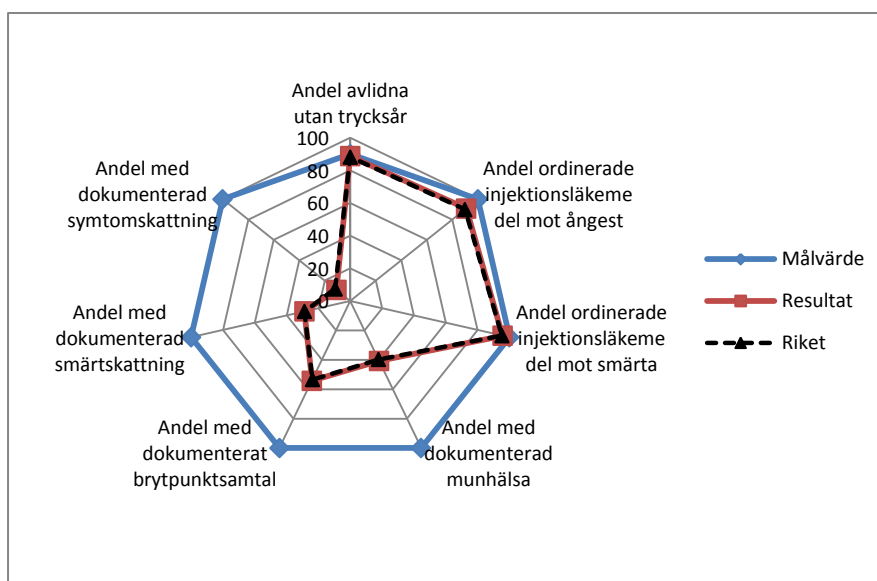 Andel avlidna
utan trycksår
100
80
60
40
20
0
Andel ordinerade
injektionsläkeme
del mot ångest
Andel ordinerade
injektionsläkeme
del mot smärta
Andel med
dokumenterad
munhälsa
Andel med
dokumenterat
brytpunktsamtal
Andel med
dokumenterad
smärtskattning
Andel med
dokumenterad
symtomskattning
Målvärde
Resultat
Riket